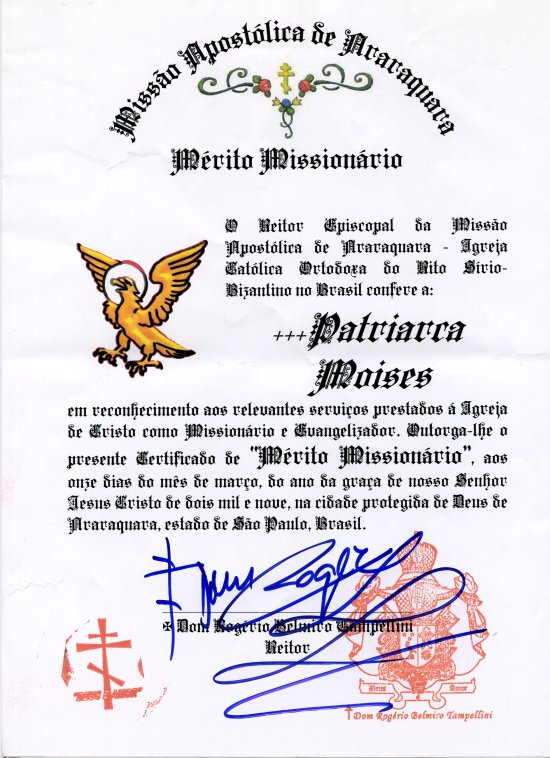 Missão Apostólica de Araraquara
Mérito Missionário
O Reitor Episcopal da Missão
Apostólica de Araraquara - Igreja
Católica Ortodoxa do Rito Sirio-
Bizantino no Brasil confere a:
+++Patriarca
Moises
em reconhecimento aos relevantes serviços prestados á Igreja
de Cristo como Missionário e Evangelizador. Outorga-lhe o
presente Certificado de "Mérito Missionário", aos
onze dias do mês de março, do ano da graça de nosso Senhor
Jesus Cristo de dois mil e nove, na cidade protegida de Deus de
Araraquara, estado de São Paulo, Brasil.
✠ Dom Rogério Belmiro Tampellini
Reitor
Deus Amor
"DEUS É AMOR"
†Dom Rogério Belmiro Tampellini